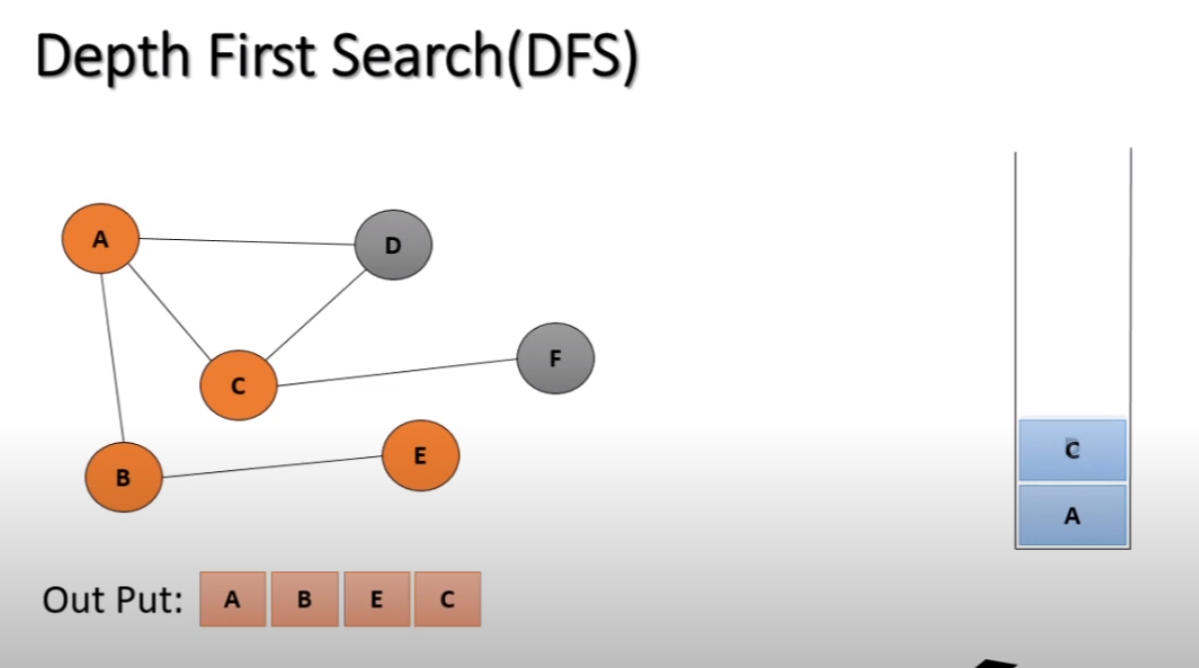 Depth First Search(DFS)
A
D
C
F
B
E
C
A
Out Put: A B E C